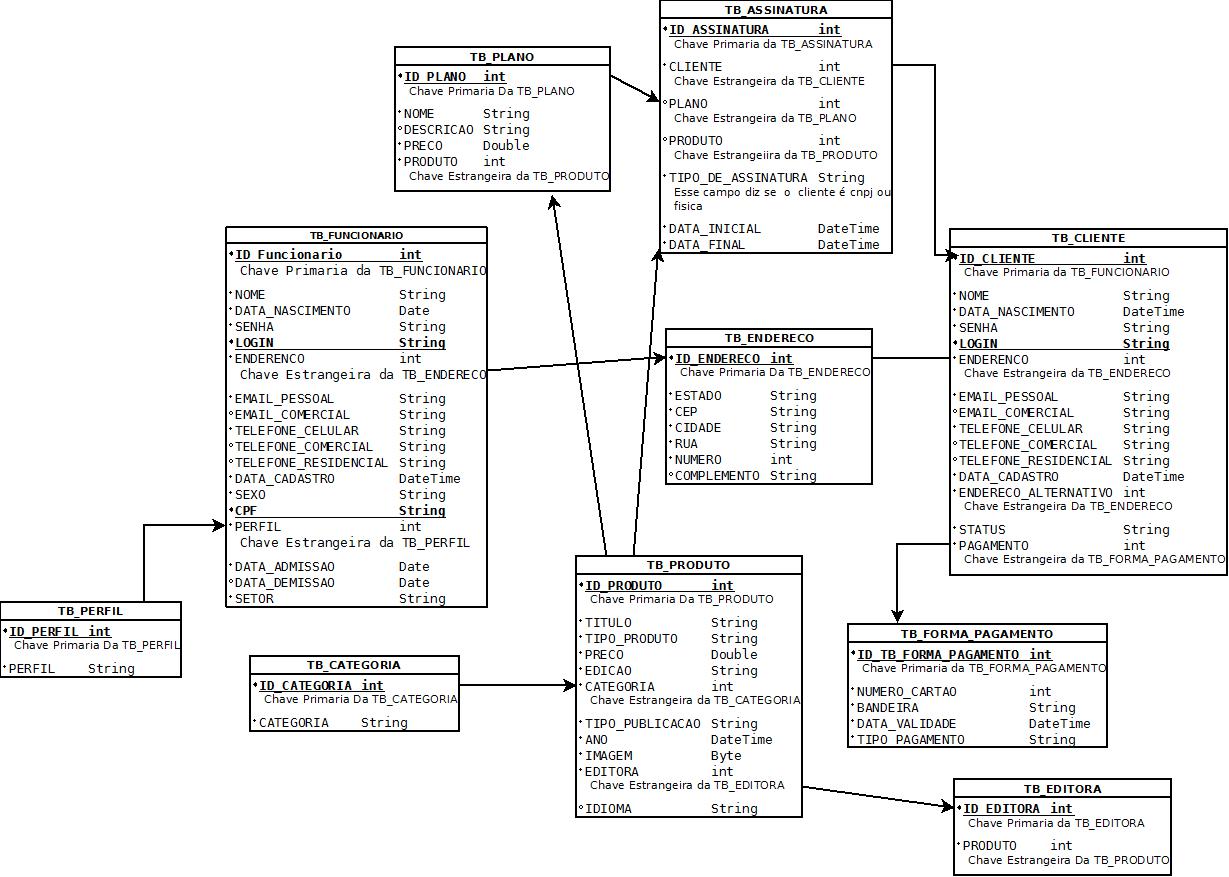 TB_ASSINATURA
ID_ASSINATURA int
Chave Primaria da TB_ASSINATURA
CLIENTE int
Chave Estrangeira da TB_CLIENTE
PLANO int
Chave Estrangeira da TB_PLANO
PRODUTO int
Chave Estrangeiira da TB_PRODUTO
TIPO_DE_ASSINATURA String
Esse campo diz se o cliente é cnpj ou
fisica
DATA_INICIAL DateTime
DATA_FINAL DateTime
TB_PLANO
ID_PLANO int
Chave Primaria Da TB_PLANO
NOME String
DESCRICAO String
PRECO Double
PRODUTO int
Chave Estrangeira da TB_PRODUTO
TB_FUNCIONARIO
ID_Funcionario int
Chave Primaria da TB_FUNCIONARIO
NOME String
DATA_NASCIMENTO Date
SENHA String
LOGIN String
ENDERENCO int
Chave Estrangeira da TB_ENDERECO
EMAIL_PESSOAL String
EMAIL_COMERCIAL String
TELEFONE_CELULAR String
TELEFONE_COMERCIAL String
TELEFONE_RESIDENCIAL String
DATA_CADASTRO DateTime
SEXO String
CPF String
PERFIL int
Chave Estrangeira da TB_PERFIL
DATA_ADMISSAO Date
DATA_DEMISSAO Date
SETOR String
TB_CLIENTE
ID_CLIENTE int
Chave Primaria da TB_FUNCIONARIO
NOME String
DATA_NASCIMENTO DateTime
SENHA String
LOGIN String
ENDERENCO int
Chave Estrangeira da TB_ENDERECO
EMAIL_PESSOAL String
EMAIL_COMERCIAL String
TELEFONE_CELULAR String
TELEFONE_COMERCIAL String
TELEFONE_RESIDENCIAL String
DATA_CADASTRO DateTime
ENDERECO_ALTERNATIVO int
Chave Estrangeira Da TB_ENDERECO
STATUS String
PAGAMENTO int
Chave Estrangeira da TB_FORMA_PAGAMENTO
TB_ENDERECO
ID_ENDERECO int
Chave Primaria Da TB_ENDERECO
ESTADO String
CEP String
CIDADE String
RUA String
NUMERO int
COMPLEMENTO String
TB_PRODUTO
ID_PRODUTO int
Chave Primaria Da TB_PRODUTO
TITULO String
TIPO_PRODUTO String
PRECO Double
EDICAO String
CATEGORIA int
Chave Estrangeira da TB_CATEGORIA
TIPO_PUBLICACAO String
ANO DateTime
IMAGEM Byte
EDITORA int
Chave Estrangeira da TB_EDITORA
IDIOMA String
TB_PERFIL
ID_PERFIL int
Chave Primaria Da TB_PERFIL
PERFIL String
TB_CATEGORIA
ID_CATEGORIA int
Chave Primaria Da TB_CATEGORIA
CATEGORIA String
TB_FORMA_PAGAMENTO
ID_TB_FORMA_PAGAMENTO int
Chave Primaria da TB_FORMA_PAGAMENTO
NUMERO_CARTAO int
BANDEIRA String
DATA_VALIDADE DateTime
TIPO_PAGAMENTO String
TB_EDITORA
ID_EDITORA int
Chave Primaria da TB_EDITORA
PRODUTO int
Chave Estrangeira Da TB_PRODUTO